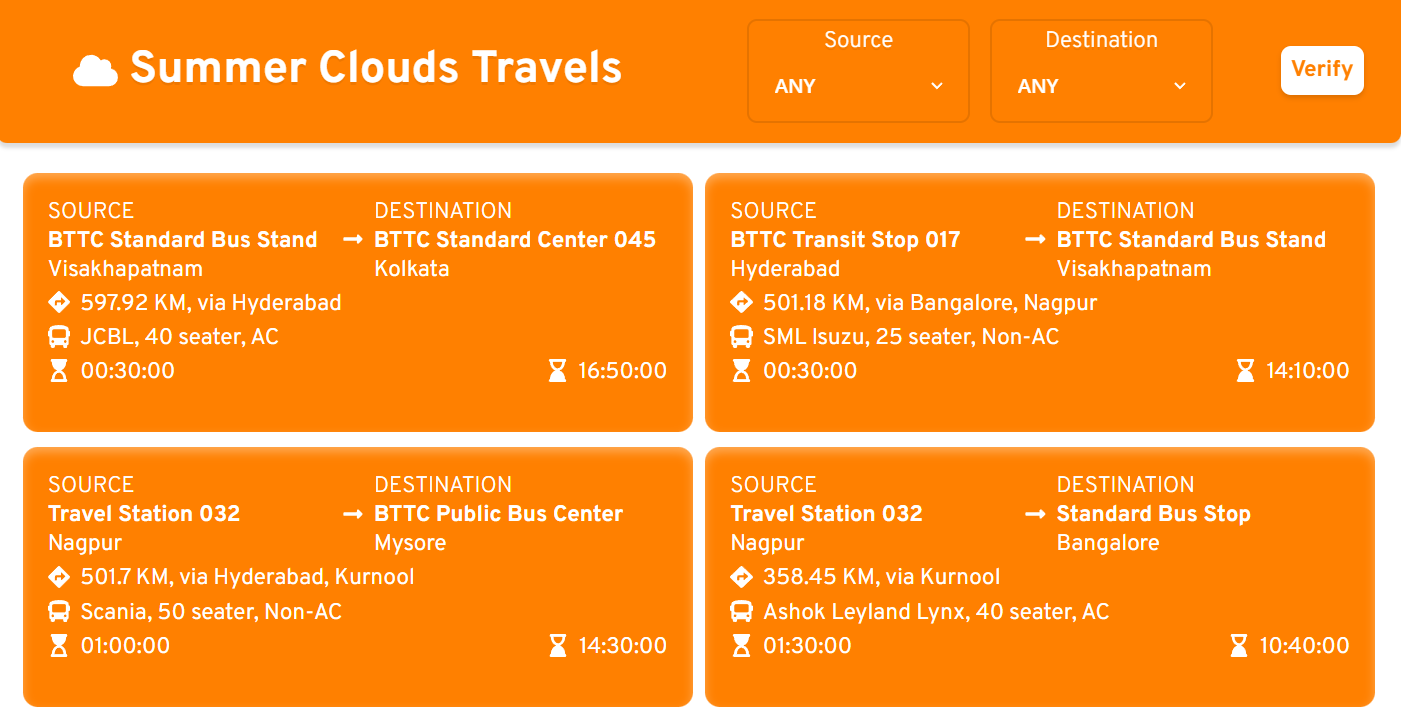 Summer Clouds Travels
Source
ANY
Destination
ANY
Verify
SOURCE
BTTC Standard Bus Stand
Visakhapatnam
DESTINATION
BTTC Standard Center 045
Kolkata
597.92 KM, via Hyderabad
JCBL, 40 seater, AC
00:30:00
16:50:00
SOURCE
BTTC Transit Stop 017
Hyderabad
DESTINATION
BTTC Standard Bus Stand
Visakhapatnam
501.18 KM, via Bangalore, Nagpur
SML Isuzu, 25 seater, Non-AC
00:30:00
14:10:00
SOURCE
Travel Station 032
Nagpur
DESTINATION
BTTC Public Bus Center
Mysore
501.7 KM, via Hyderabad, Kurnool
Scania, 50 seater, Non-AC
01:00:00
14:30:00
SOURCE
Travel Station 032
Nagpur
DESTINATION
Standard Bus Stop
Bangalore
358.45 KM, via Kurnool
Ashok Leyland Lynx, 40 seater, AC
01:30:00
10:40:00